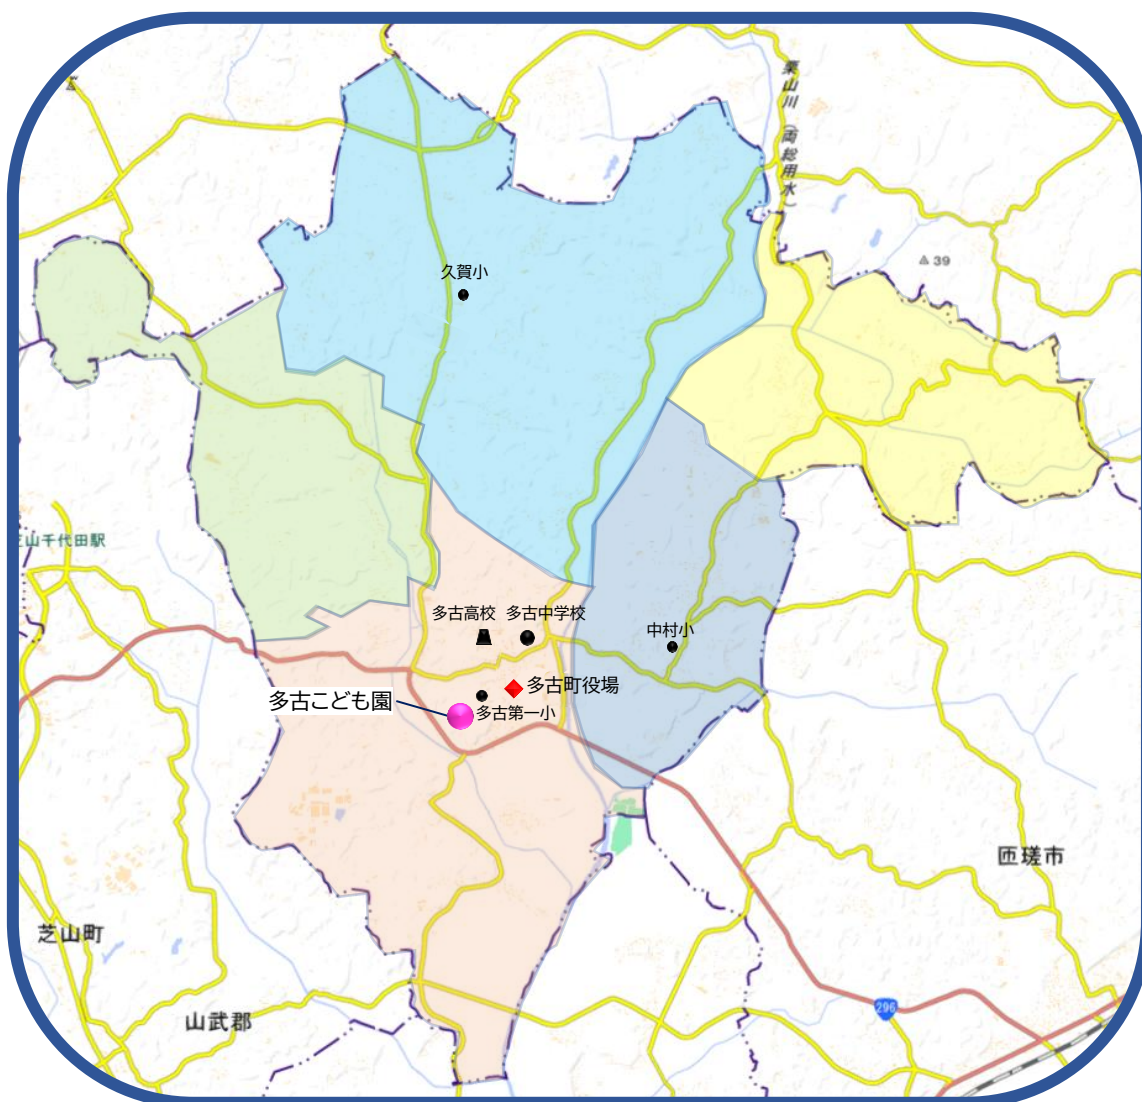 栗山川（両総用水）
久賀小
39
芝山千代田駅
多古高校
多古中学校
中村小
多古町役場
多古こども園
多古第一小
匝瑳市
芝山町
296
山武郡